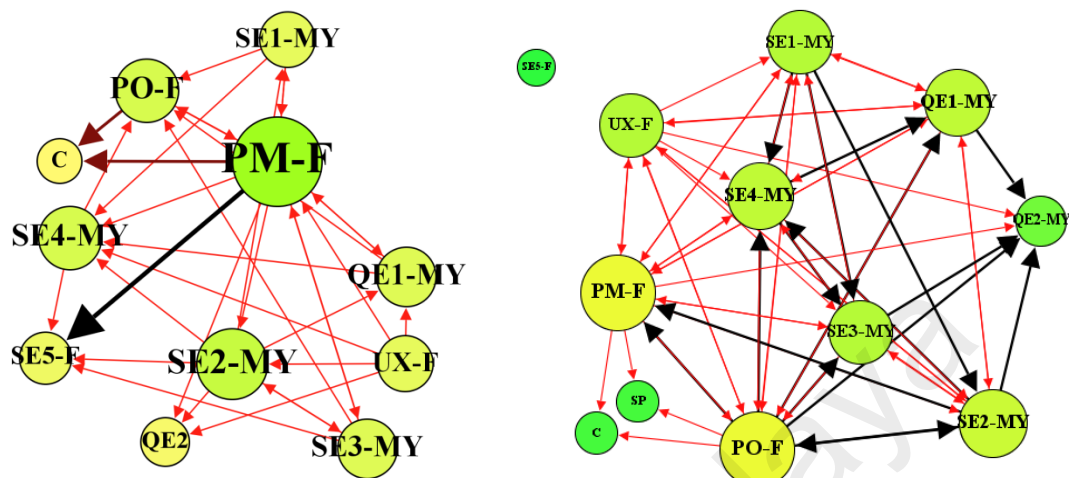 SE1-MY
PO-F
PM-F
C
SE4-MY
QE1-MY
SE5-F
SE2-MY
UX-F
QE2
SE3-MY
SE1-MY
SE5-F
QE1-MY
UX-F
SE4-MY
QE2-MY
PM-F
SE3-MY
SP
C
SE2-MY
PO-F